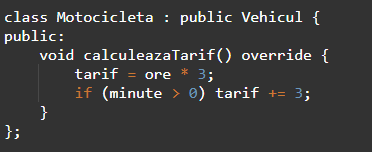 class Motocicleta : public Vehicul {
public:
    void calculeazaTarif() override {
        tarif = ore * 3;
        if (minute > 0) tarif += 3;
    }
};